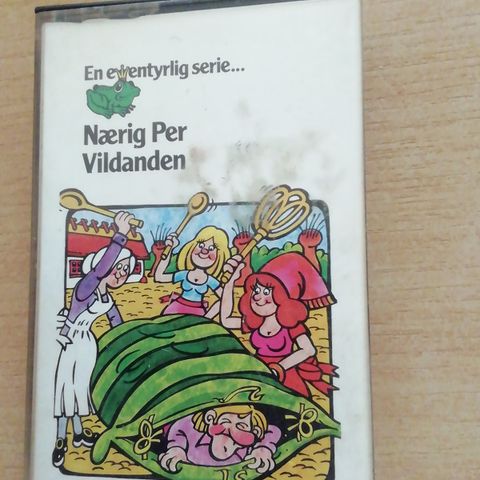 En eventyrlig serie...
Nærig Per
Vildanden